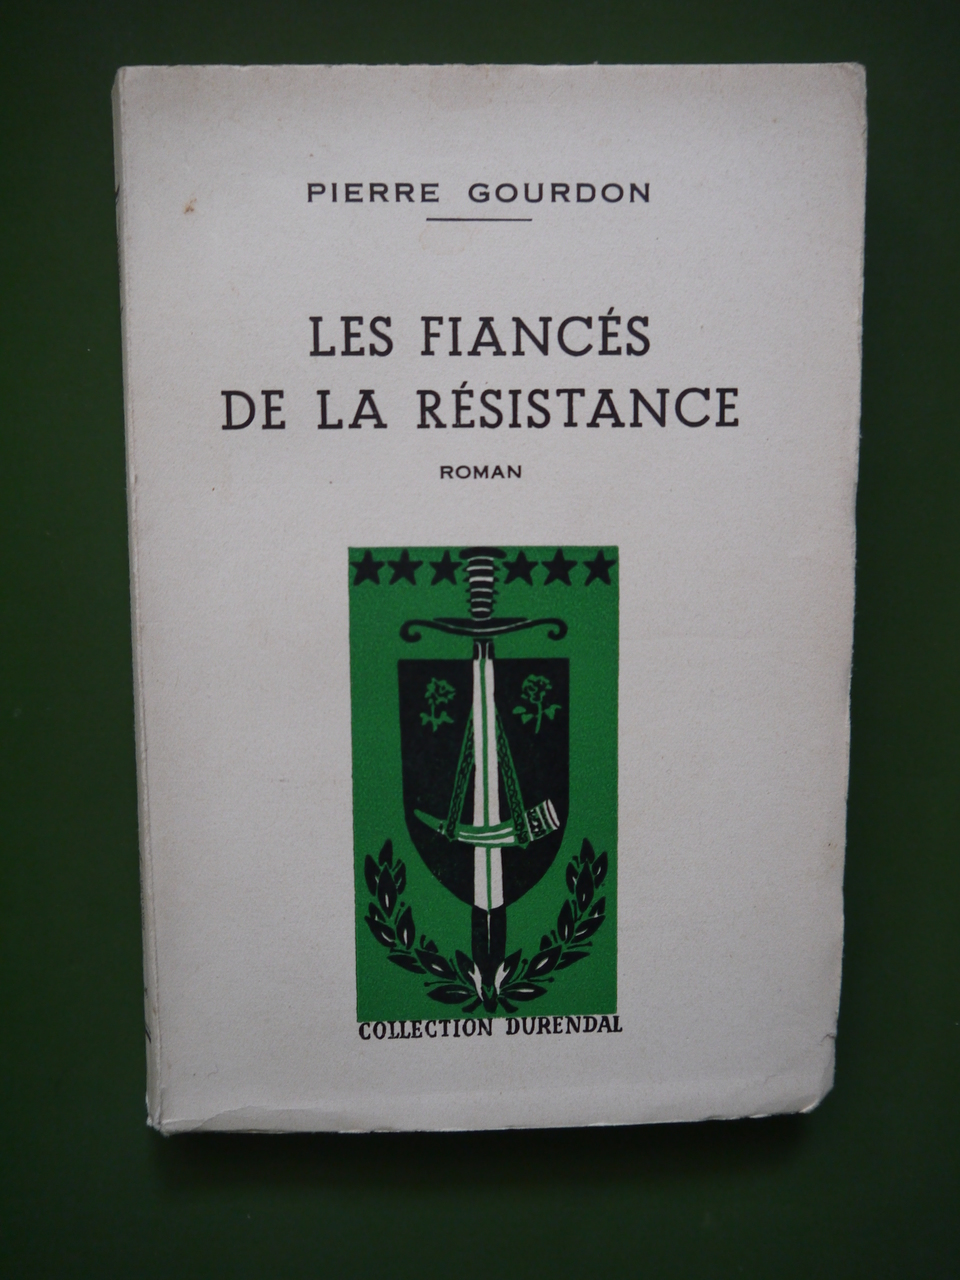 PIERRE GOURDON
LES FIANCÉS
DE LA RÉSISTANCE
ROMAN
COLLECTION DURENDAL